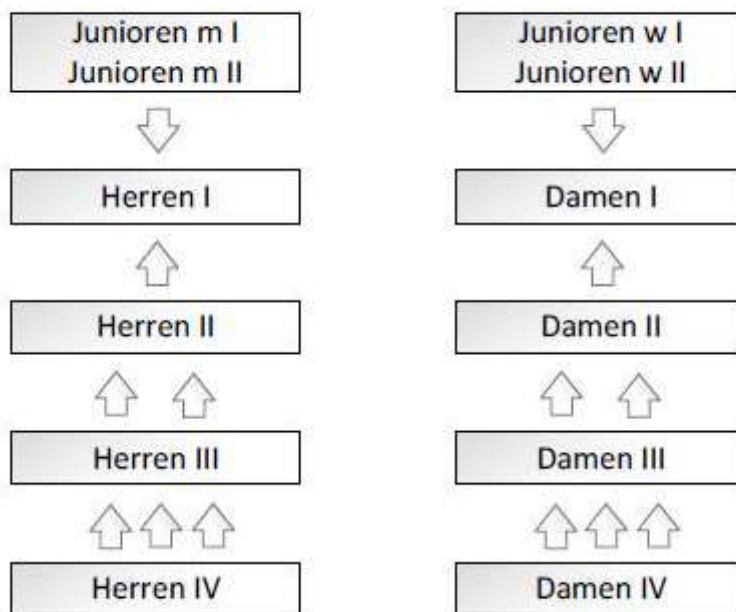 Junioren m I
Junioren m II
Herren I
Herren II
Herren III
Herren IV
Junioren w I
Junioren w II
Damen I
Damen II
Damen III
Damen IV